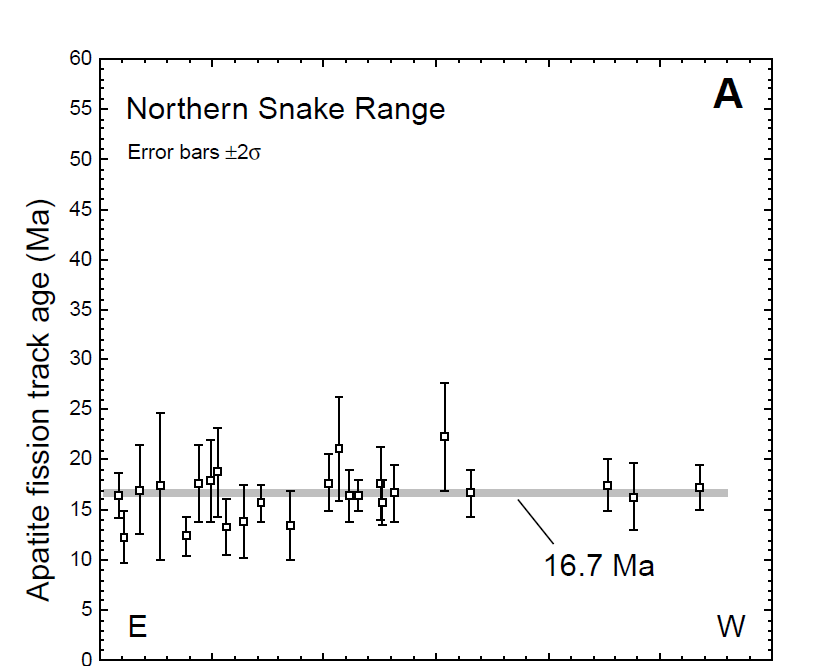 60
A
55
Northern Snake Range
50
Error bars ±2σ
45
40
35
30
25
20
15
10
5
0
Apatite fission track age (Ma)
16.7 Ma
E
W